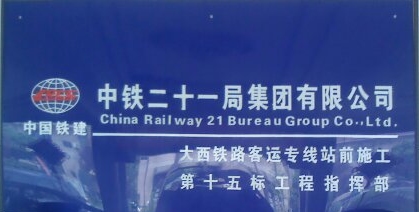 中铁二十一局集团有限公司
China Railway 21 Bureau Group Co.,Ltd.
中国铁建
大西铁路客运专线站前施工
第十五标工程指挥部